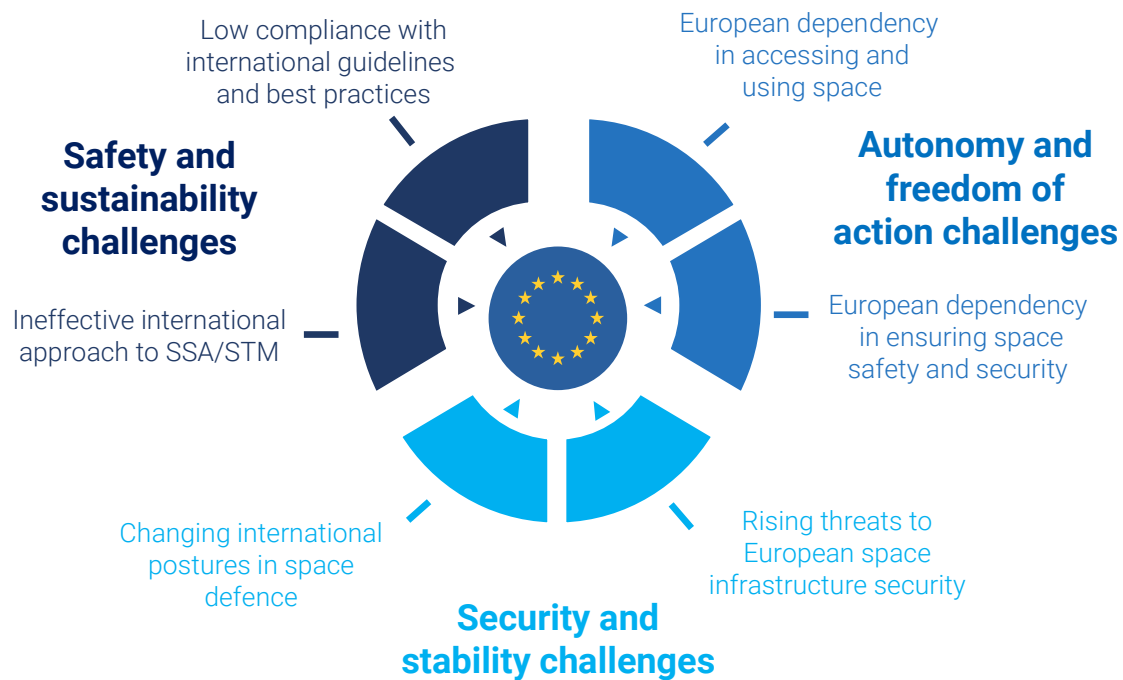 Low compliance with
international guidelines
and best practices
European dependency
in accessing and
using space
Safety and
sustainability
challenges
Autonomy and
freedom of
action challenges
Ineffective international
approach to SSA/STM
European dependency
in ensuring space
safety and security
Changing international
postures in space
defence
Rising threats to
European space
infrastructure security
Security and
stability challenges